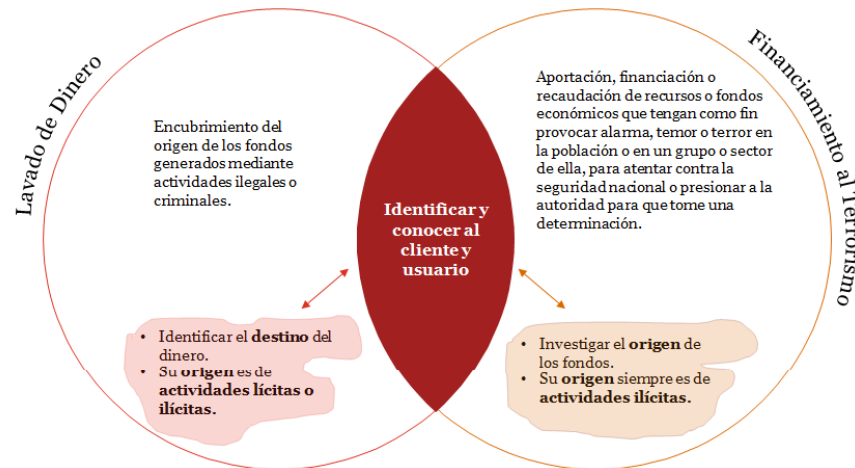 Lavado de Dinero
Encubrimiento del
origen de los fondos
generados mediante
actividades ilegales o
criminales.
• Identificar el destino del
dinero.
• Su origen es de
actividades lícitas o
ilícitas.
Identificar y
conocer al
cliente y
usuario
Financiamiento al Terrorismo
Aportación, financiación o
recaudación de recursos o fondos
económicos que tengan como fin
provocar alarma, temor o terror en
la población o en un grupo o sector
de ella, para atentar contra la
seguridad nacional o presionar a la
autoridad para que tome una
determinación.
• Investigar el origen de
los fondos.
• Su origen siempre es de
actividades ilícitas.